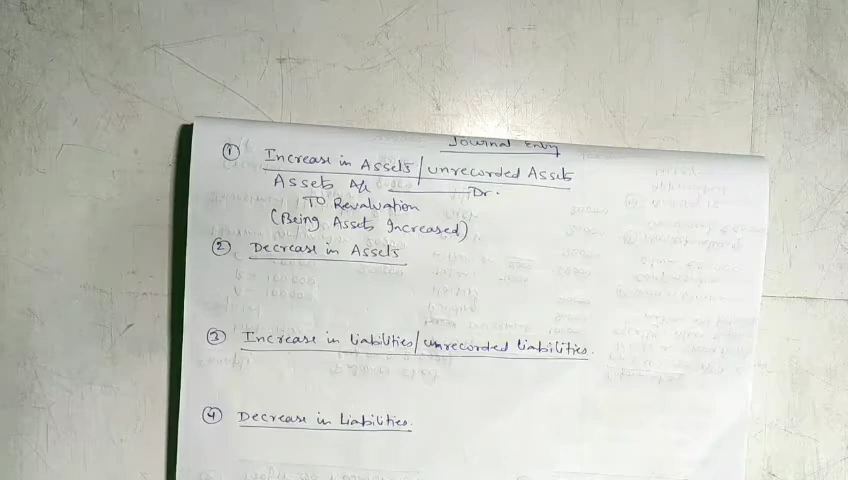 Journal Entry
① Increase in Assets/unrecorded Assets
Assets A/c ______ Dr.
To Revaluation
(Being Assets Increased)
② Decrease in Assets
③ Increase in liabilities/unrecorded liabilities.
④ Decrease in Liabilities.